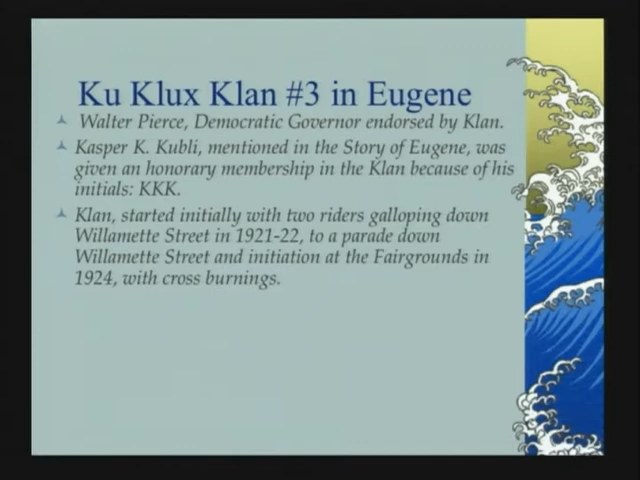 Ku Klux Klan #3 in Eugene
Walter Pierce, Democratic Governor endorsed by Klan.
Kasper K. Kubli, mentioned in the Story of Eugene, was
given an honorary membership in the Klan because of his
initials: KKK.
Klan, started initially with two riders galloping down
Willamette Street in 1921-22, to a parade down
Willamette Street and initiation at the Fairgrounds in
1924, with cross burnings.